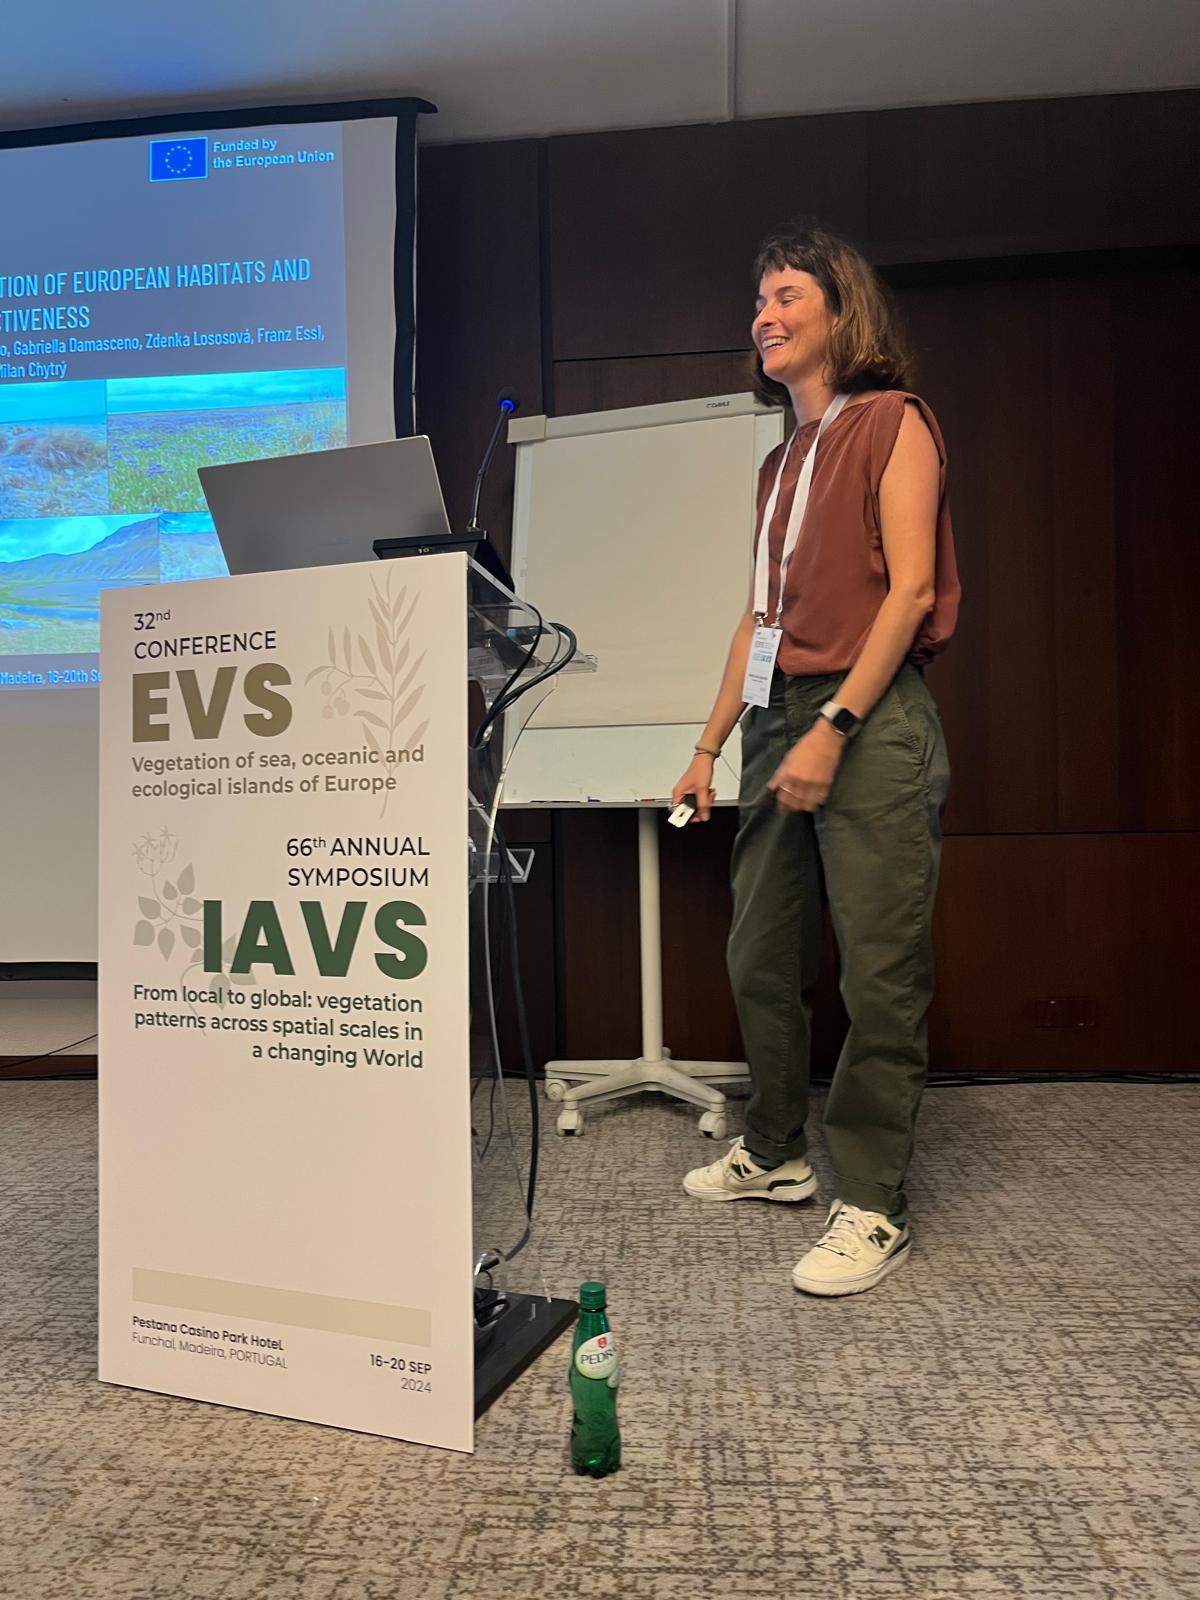 Funded by
the European Union
TION OF EUROPEAN HABITATS AND
CTIVENESS
o, Gabriella Damasceno, Zdenka Lososová, Franz Essl,
Milan Chytrý
Madeira, 16-20th Se
32nd
CONFERENCE
EVS
Vegetation of sea, oceanic and
ecological islands of Europe
66th ANNUAL
SYMPOSIUM
IAVS
From local to global: vegetation
patterns across spatial scales in
a changing World
Pestana Casino Park Hotel
Funchal, Madeira, PORTUGAL
16-20 SEP
2024
PEDR
N